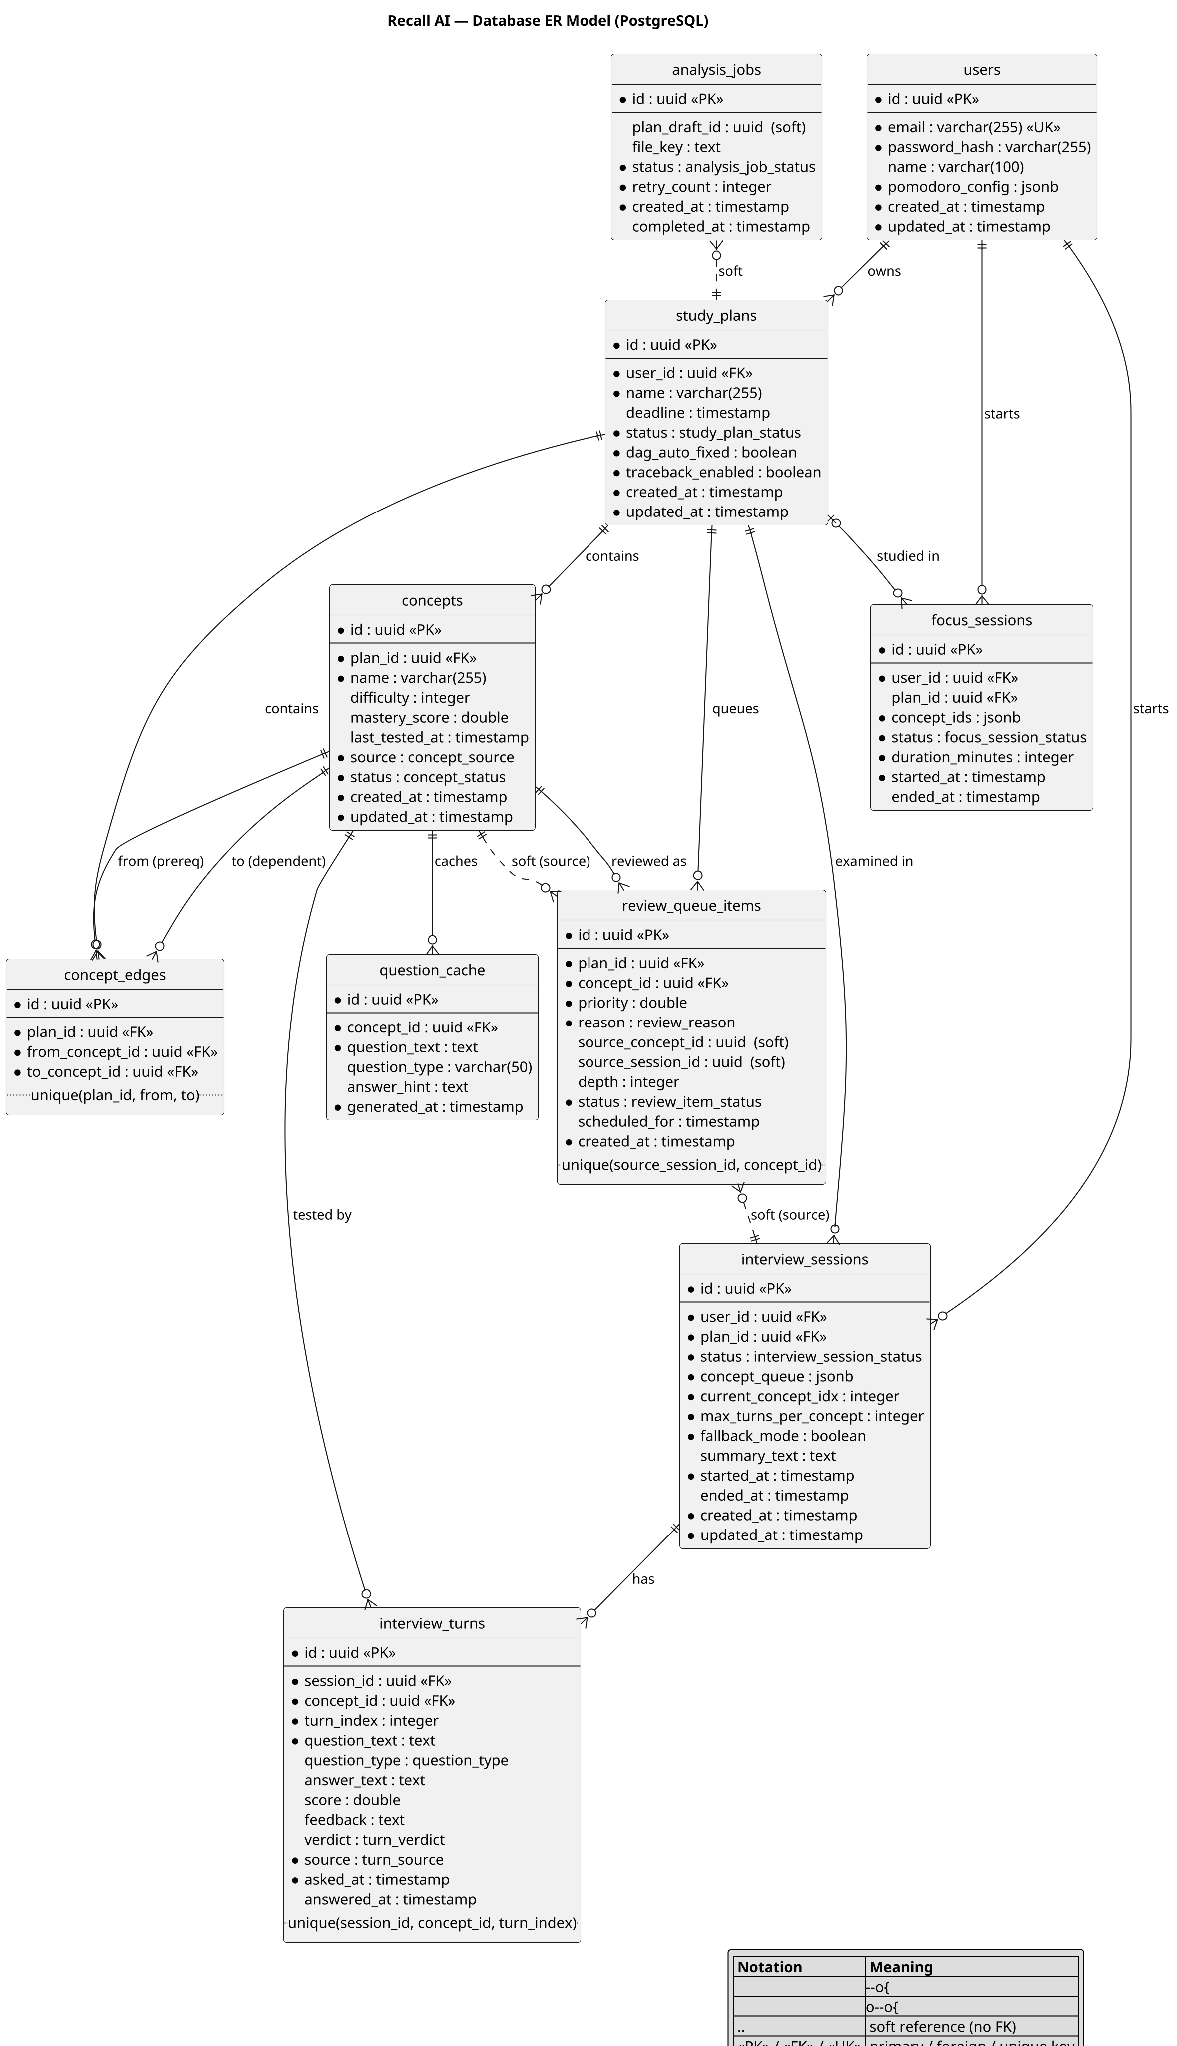 Recall AI — Database ER Model (PostgreSQL)
analysis_jobs
id : uuid «PK»
plan_draft_id : uuid (soft)
file_key : text
status : analysis_job_status
retry_count : integer
created_at : timestamp
completed_at : timestamp
users
id : uuid «PK»
email : varchar(255) «UK»
password_hash : varchar(255)
name : varchar(100)
pomodoro_config : jsonb
created_at : timestamp
updated_at : timestamp
soft
owns
study_plans
id : uuid «PK»
user_id : uuid «FK»
name : varchar(255)
deadline : timestamp
status : study_plan_status
dag_auto_fixed : boolean
traceback_enabled : boolean
created_at : timestamp
updated_at : timestamp
starts
contains
studied in
concepts
id : uuid «PK»
plan_id : uuid «FK»
name : varchar(255)
difficulty : integer
mastery_score : double
last_tested_at : timestamp
source : concept_source
status : concept_status
created_at : timestamp
updated_at : timestamp
focus_sessions
id : uuid «PK»
user_id : uuid «FK»
plan_id : uuid «FK»
concept_ids : jsonb
status : focus_session_status
duration_minutes : integer
started_at : timestamp
ended_at : timestamp
contains
queues
starts
from (prereq)
to (dependent)
caches
soft (source)
reviewed as
examined in
concept_edges
id : uuid «PK»
plan_id : uuid «FK»
from_concept_id : uuid «FK»
to_concept_id : uuid «FK»
unique(plan_id, from, to)
question_cache
id : uuid «PK»
concept_id : uuid «FK»
question_text : text
question_type : varchar(50)
answer_hint : text
generated_at : timestamp
review_queue_items
id : uuid «PK»
plan_id : uuid «FK»
concept_id : uuid «FK»
priority : double
reason : review_reason
source_concept_id : uuid (soft)
source_session_id : uuid (soft)
depth : integer
status : review_item_status
scheduled_for : timestamp
created_at : timestamp
unique(source_session_id, concept_id)
tested by
soft (source)
interview_sessions
id : uuid «PK»
user_id : uuid «FK»
plan_id : uuid «FK»
status : interview_session_status
concept_queue : jsonb
current_concept_idx : integer
max_turns_per_concept : integer
fallback_mode : boolean
summary_text : text
started_at : timestamp
ended_at : timestamp
created_at : timestamp
updated_at : timestamp
has
interview_turns
id : uuid «PK»
session_id : uuid «FK»
concept_id : uuid «FK»
turn_index : integer
question_text : text
question_type : question_type
answer_text : text
score : double
feedback : text
verdict : turn_verdict
source : turn_source
asked_at : timestamp
answered_at : timestamp
unique(session_id, concept_id, turn_index)
Notation Meaning
--o{
o--o{
.. soft reference (no FK)
«PK» / «FK» / «UK» primary / foreign / unique key